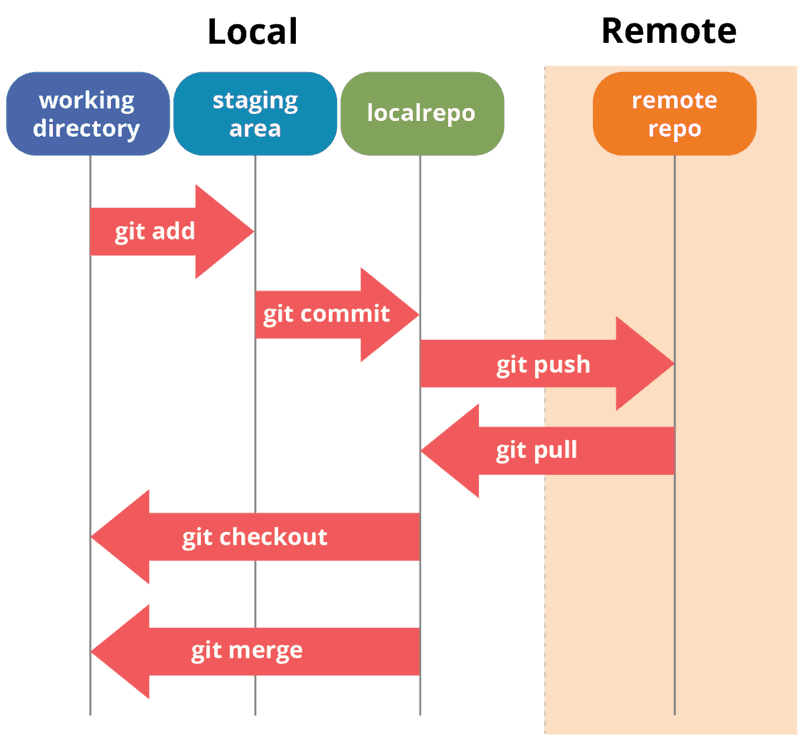 Local
Remote
working
directory
staging
area
localrepo
remote
repo
git add
git commit
git push
git pull
git checkout
git merge